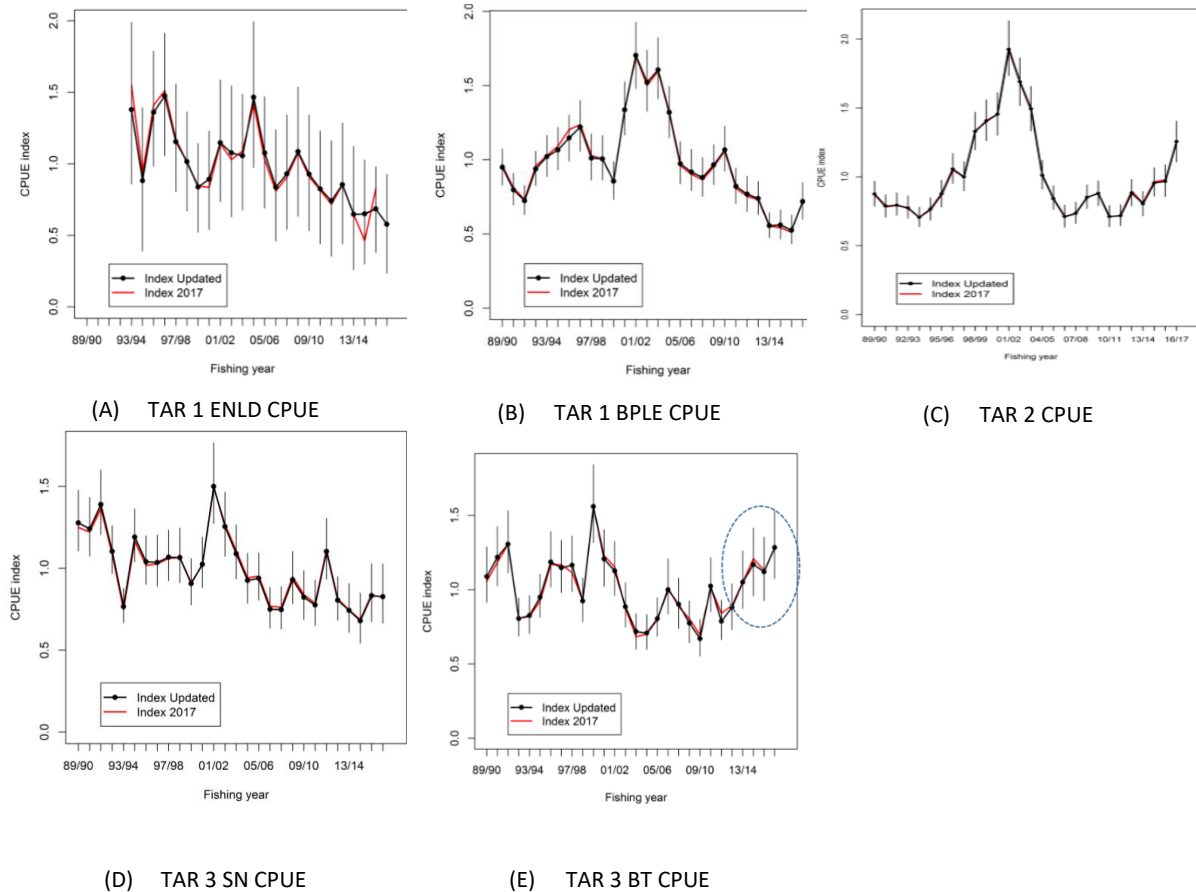 2.0
1.5
1.0
0.5
0.0
CPUE index
Index Updated
Index 2017
89/90 93/94 97/98 01/02 05/06 09/10 13/14
Fishing year
(A) TAR 1 ENLD CPUE
2.0
1.5
1.0
0.5
0.0
CPUE index
Index Updated
Index 2017
89/90 93/94 97/98 01/02 05/06 09/10 13/14
Fishing year
(B) TAR 1 BPLE CPUE
2.0
1.5
1.0
0.5
0.0
CPUE index
Index Updated
Index 2017
89/90 92/93 95/96 98/99 01/02 04/05 07/08 10/11 13/14 16/17
Fishing year
(C) TAR 2 CPUE
1.5
1.0
0.5
0.0
CPUE index
Index Updated
Index 2017
89/90 93/94 97/98 01/02 05/06 09/10 13/14
Fishing year
(D) TAR 3 SN CPUE
1.5
1.0
0.5
0.0
CPUE index
Index Updated
Index 2017
89/90 93/94 97/98 01/02 05/06 09/10 13/14
Fishing year
(E) TAR 3 BT CPUE